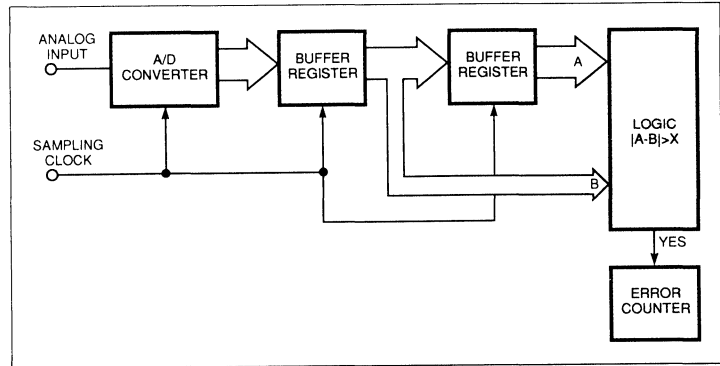 ANALOG
INPUT
A/D
CONVERTER
BUFFER
REGISTER
BUFFER
REGISTER
A
LOGIC
|A-B|>X
SAMPLING
CLOCK
B
YES
ERROR
COUNTER